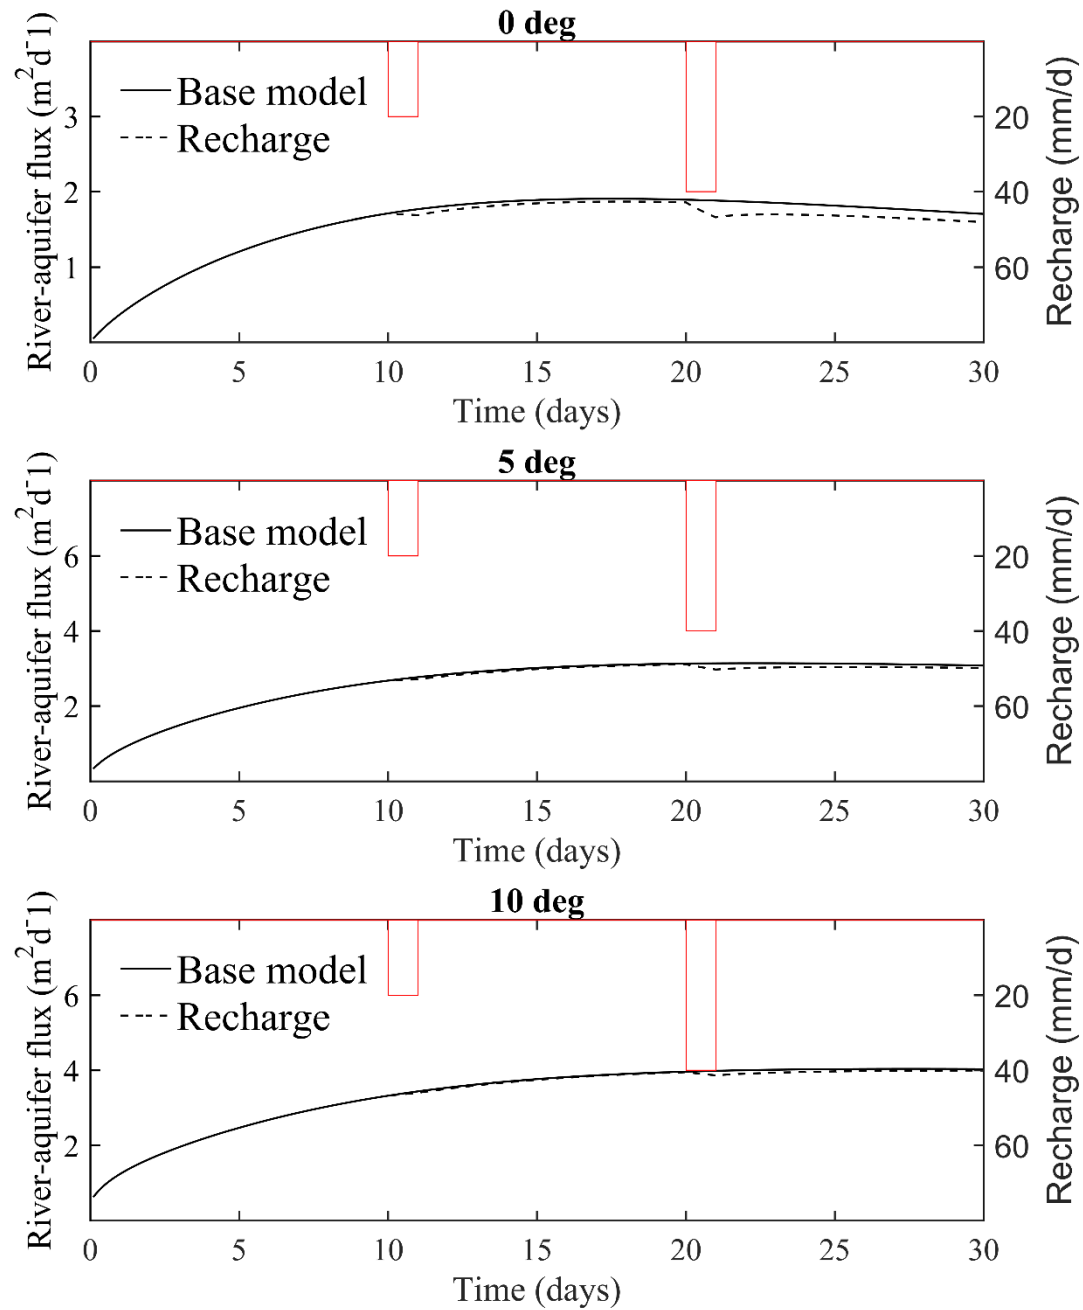 0 deg
River-aquifer flux (m²d⁻1)
3
2
1
Base model
Recharge
20
40
60
Recharge (mm/d)
0 5 10 15 20 25 30
Time (days)
5 deg
River-aquifer flux (m²d⁻1)
6
4
2
Base model
Recharge
20
40
60
Recharge (mm/d)
0 5 10 15 20 25 30
Time (days)
10 deg
River-aquifer flux (m²d⁻1)
6
4
2
Base model
Recharge
20
40
60
Recharge (mm/d)
0 5 10 15 20 25 30
Time (days)